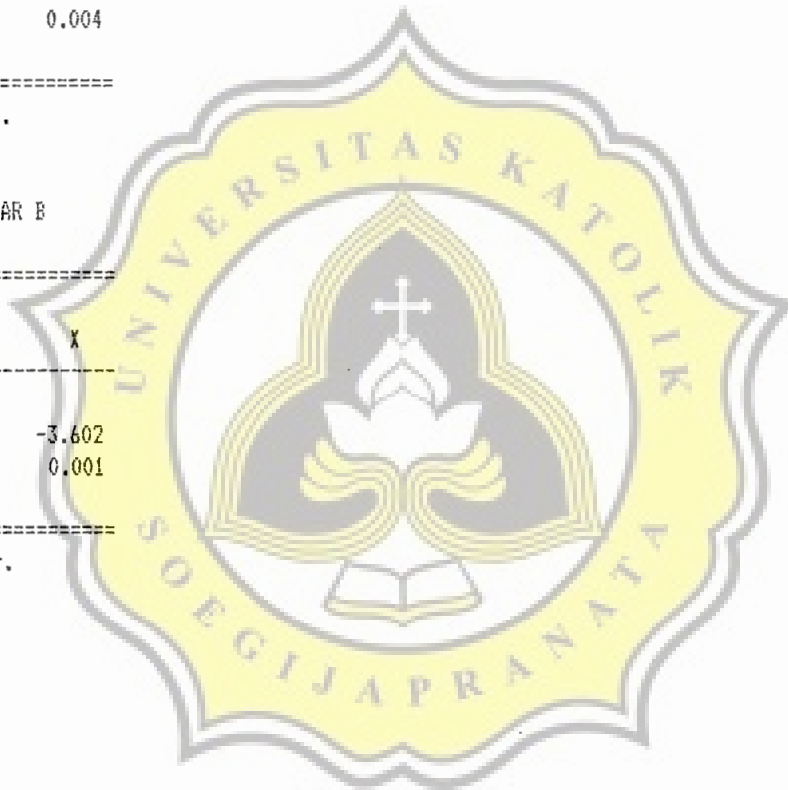 0.004
==========
.
AR B
==========
X
----------
-3.602
0.001
==========
.
UNIVERSITAS KATOLIK
SOEGIJAPRANATA